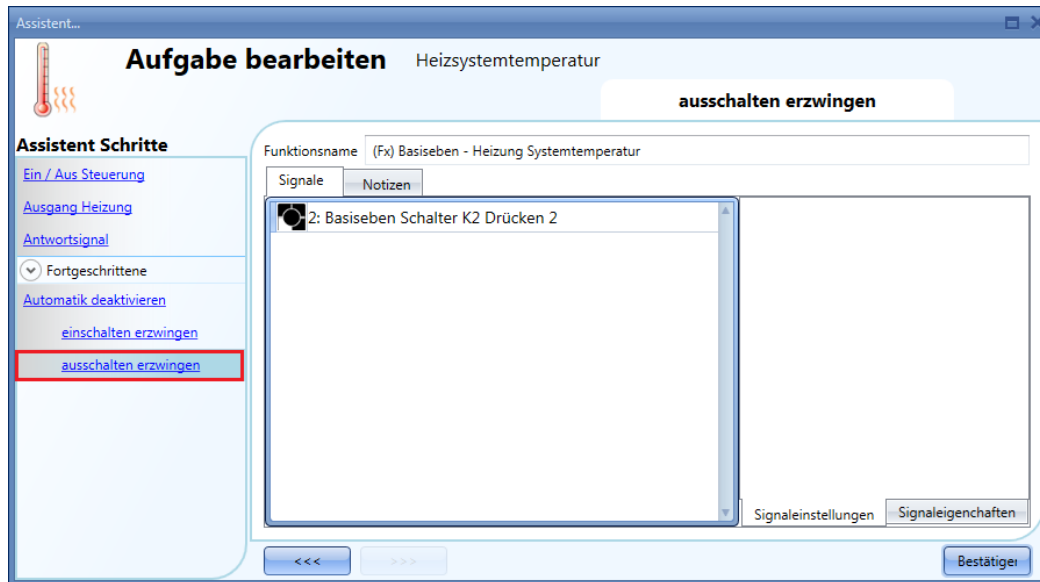 Assistent...
Aufgabe bearbeiten Heizsystemtemperatur
ausschalten erzwingen
Assistent Schritte
Ein / Aus Steuerung
Ausgang Heizung
Antwortsignal
Fortgeschrittene
Automatik deaktivieren
einschalten erzwingen
ausschalten erzwingen
Funktionsname (Fx) Basiseben - Heizung Systemtemperatur
Signale Notizen
2: Basiseben Schalter K2 Drücken 2
Signaleinstellungen Signaleigenchaften
<<< >>> Bestätiger